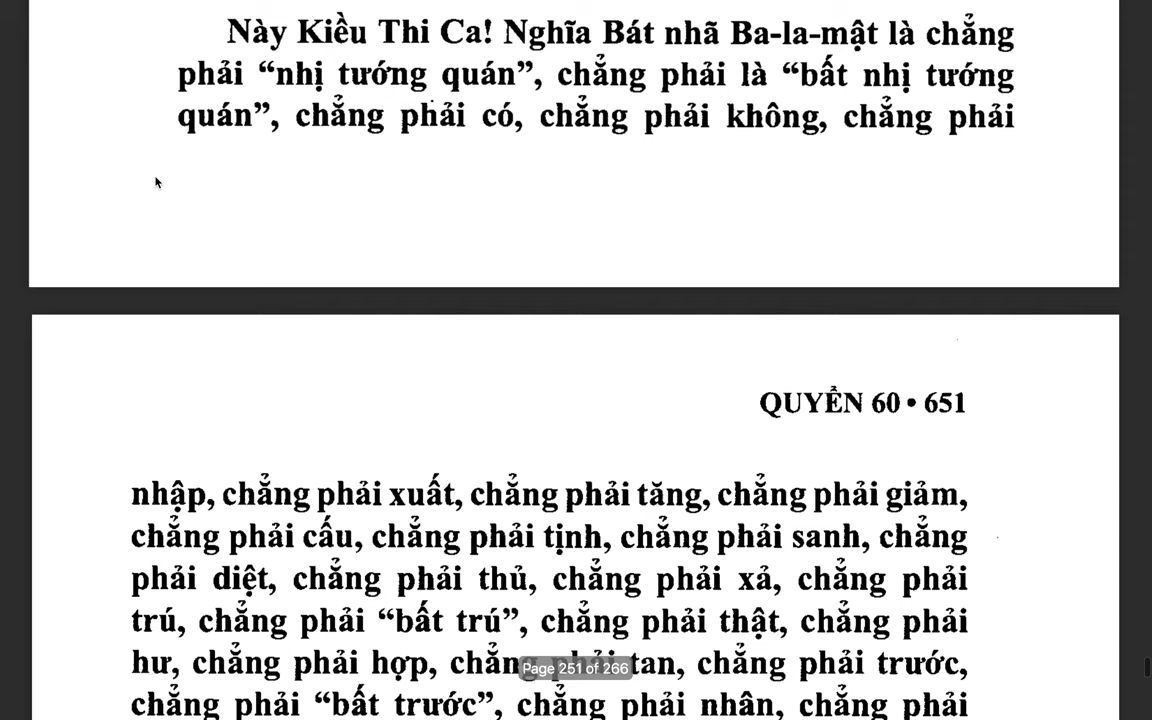 Này Kiều Thi Ca! Nghĩa Bát nhã Ba-la-mật là chẳng
phải “nhị tướng quán”, chẳng phải là “bất nhị tướng
quán”, chẳng phải có, chẳng phải không, chẳng phải
QUYỂN 60 • 651
nhập, chẳng phải xuất, chẳng phải tăng, chẳng phải giảm,
chẳng phải cấu, chẳng phải tịnh, chẳng phải sanh, chẳng
phải diệt, chẳng phải thủ, chẳng phải xả, chẳng phải
trú, chẳng phải “bất trú”, chẳng phải thật, chẳng phải
hư, chẳng phải hợp, chẳng phải tan, chẳng phải trước,
Page 251 of 266
chẳng phải “bất trước”, chẳng phải nhân, chẳng phải